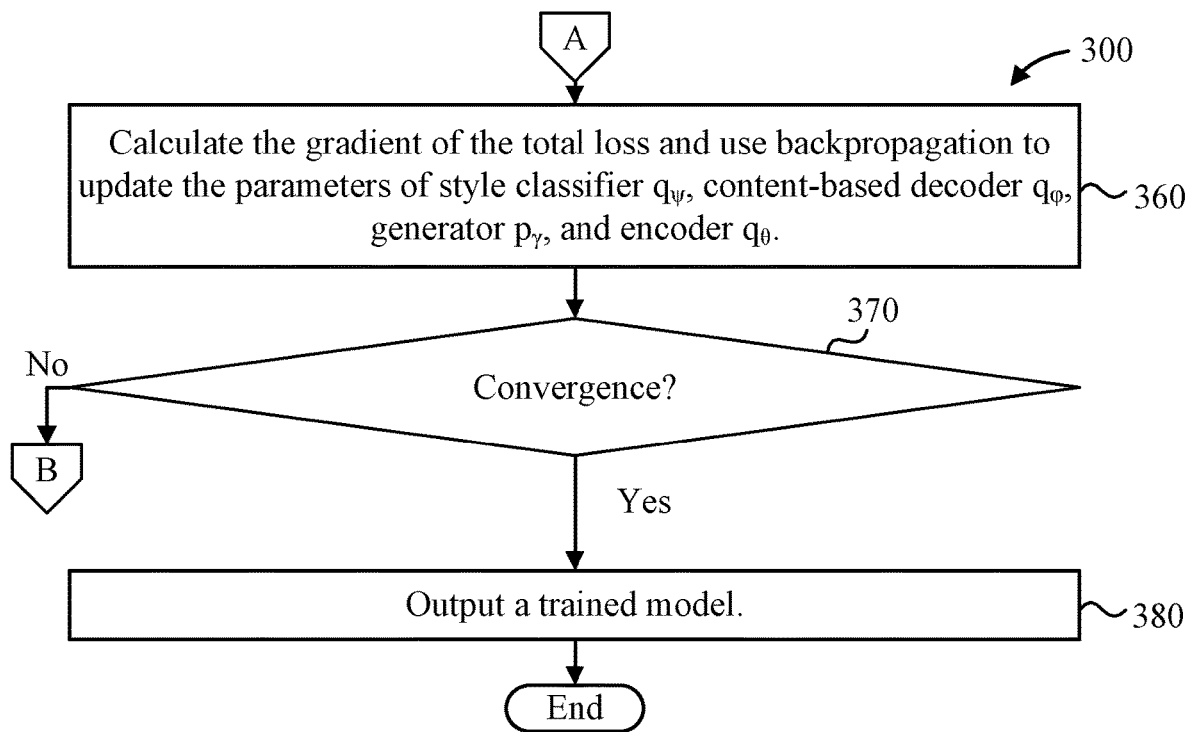 A
300
Calculate the gradient of the total loss and use backpropagation to
update the parameters of style classifier qψ, content-based decoder qφ,
generator pγ, and encoder qθ.
360
370
No
Convergence?
B
Yes
Output a trained model.
380
End